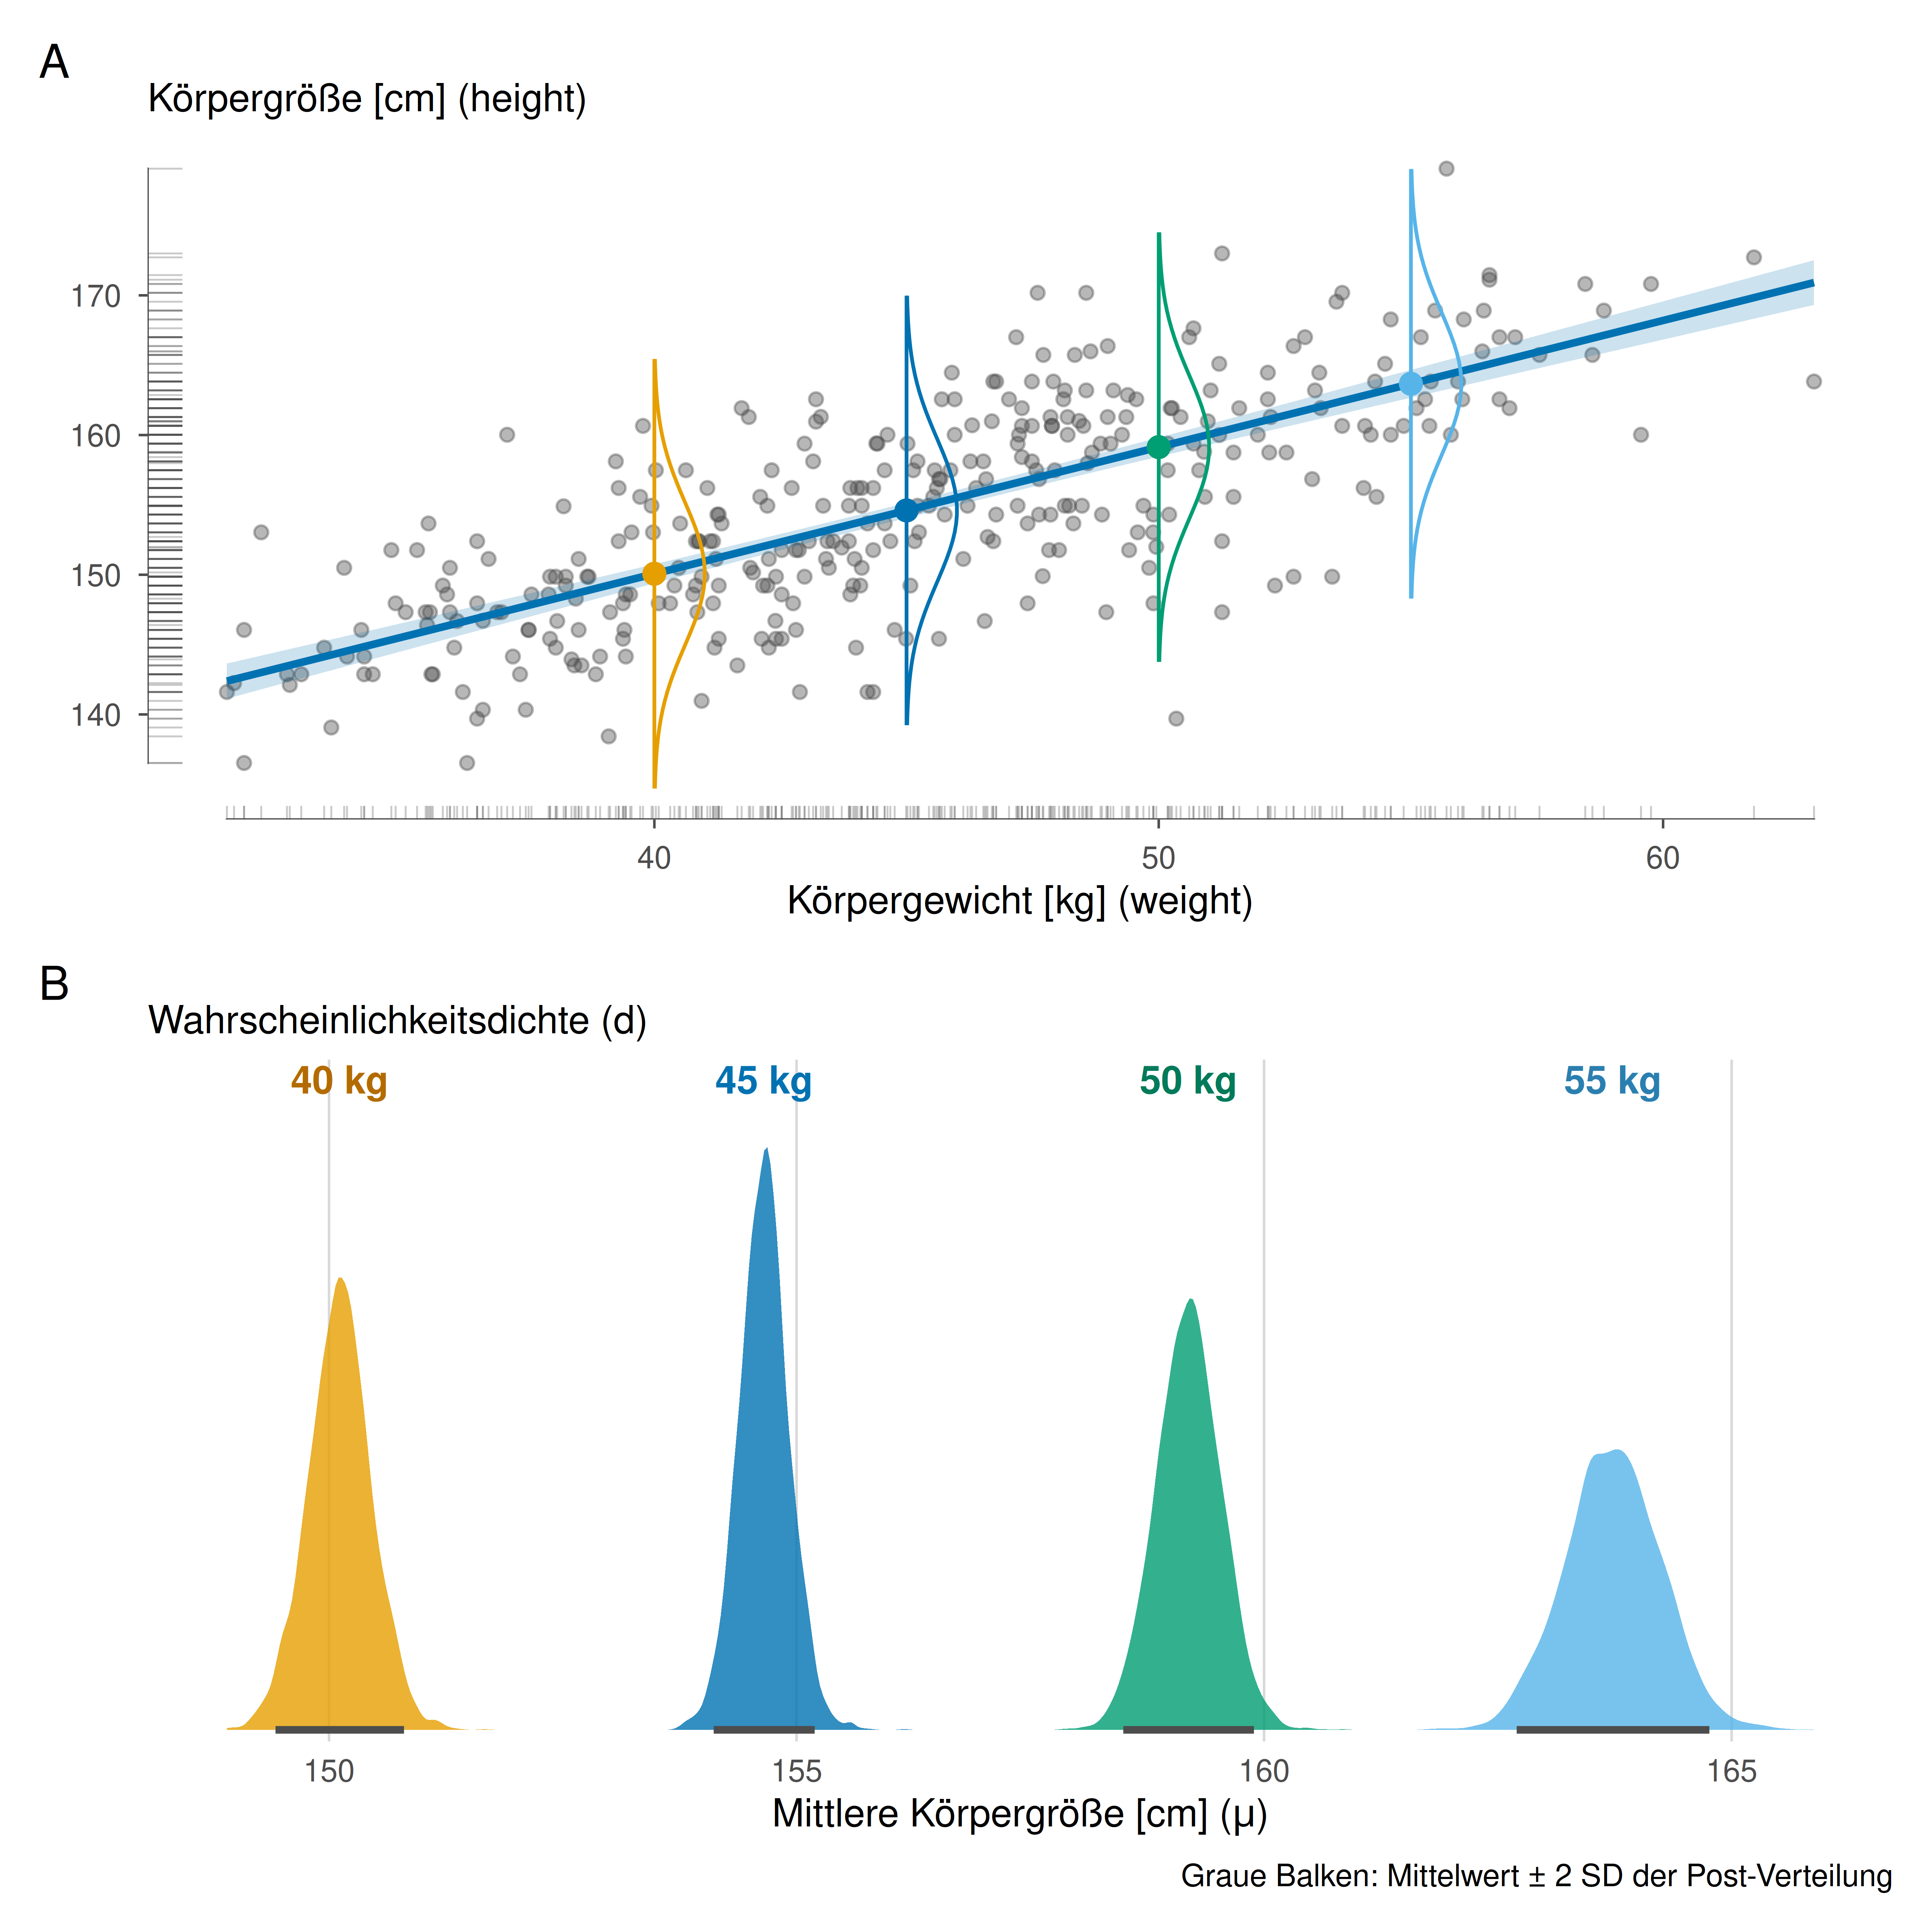 A
Körpergröße [cm] (height)
170
160
150
140
40 50 60
Körpergewicht [kg] (weight)
B
Wahrscheinlichkeitsdichte (d)
40 kg 45 kg 50 kg 55 kg
150 155 160 165
Mittlere Körpergröße [cm] (μ)
Graue Balken: Mittelwert ± 2 SD der Post-Verteilung